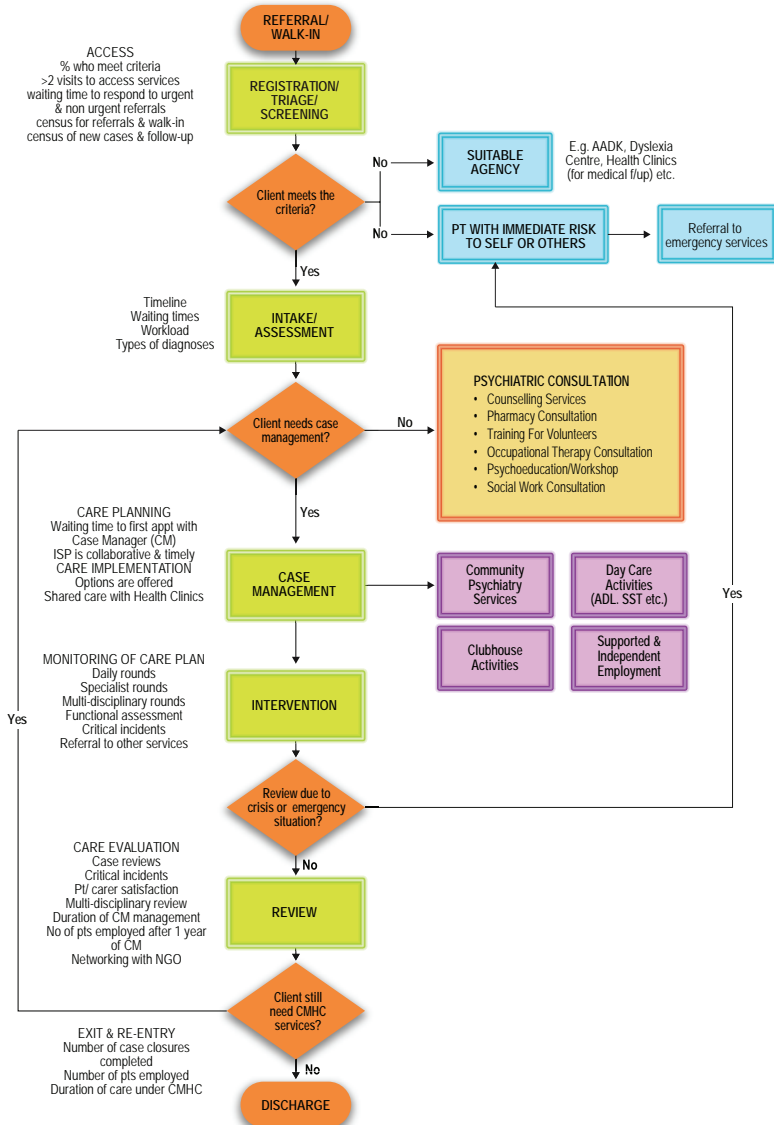 REFERRAL/
WALK-IN
ACCESS
% who meet criteria
>2 visits to access services
waiting time to respond to urgent
& non urgent referrals
census for referrals & walk-in
census of new cases & follow-up
REGISTRATION/
TRIAGE/
SCREENING
Client meets the
criteria?
No
SUITABLE
AGENCY
E.g. AADK, Dyslexia
Centre, Health Clinics
(for medical f/up) etc.
No
PT WITH IMMEDIATE RISK
TO SELF OR OTHERS
Referral to
emergency services
Yes
Timeline
Waiting times
Workload
Types of diagnoses
INTAKE/
ASSESSMENT
Client needs case
management?
No
PSYCHIATRIC CONSULTATION
• Counselling Services
• Pharmacy Consultation
• Training For Volunteers
• Occupational Therapy Consultation
• Psychoeducation/Workshop
• Social Work Consultation
Yes
CARE PLANNING
Waiting time to first appt with
Case Manager (CM)
ISP is collaborative & timely
CARE IMPLEMENTATION
Options are offered
Shared care with Health Clinics
CASE
MANAGEMENT
Community
Psychiatry
Services
Day Care
Activities
(ADL. SST etc.)
Clubhouse
Activities
Supported &
Independent
Employment
Yes
MONITORING OF CARE PLAN
Daily rounds
Specialist rounds
Multi-disciplinary rounds
Functional assessment
Critical incidents
Referral to other services
INTERVENTION
Yes
Review due to
crisis or emergency
situation?
No
CARE EVALUATION
Case reviews
Critical incidents
Pt/ carer satisfaction
Multi-disciplinary review
Duration of CM management
No of pts employed after 1 year
of CM
Networking with NGO
REVIEW
Client still
need CMHC
services?
EXIT & RE-ENTRY
Number of case closures
completed
Number of pts employed
Duration of care under CMHC
No
DISCHARGE